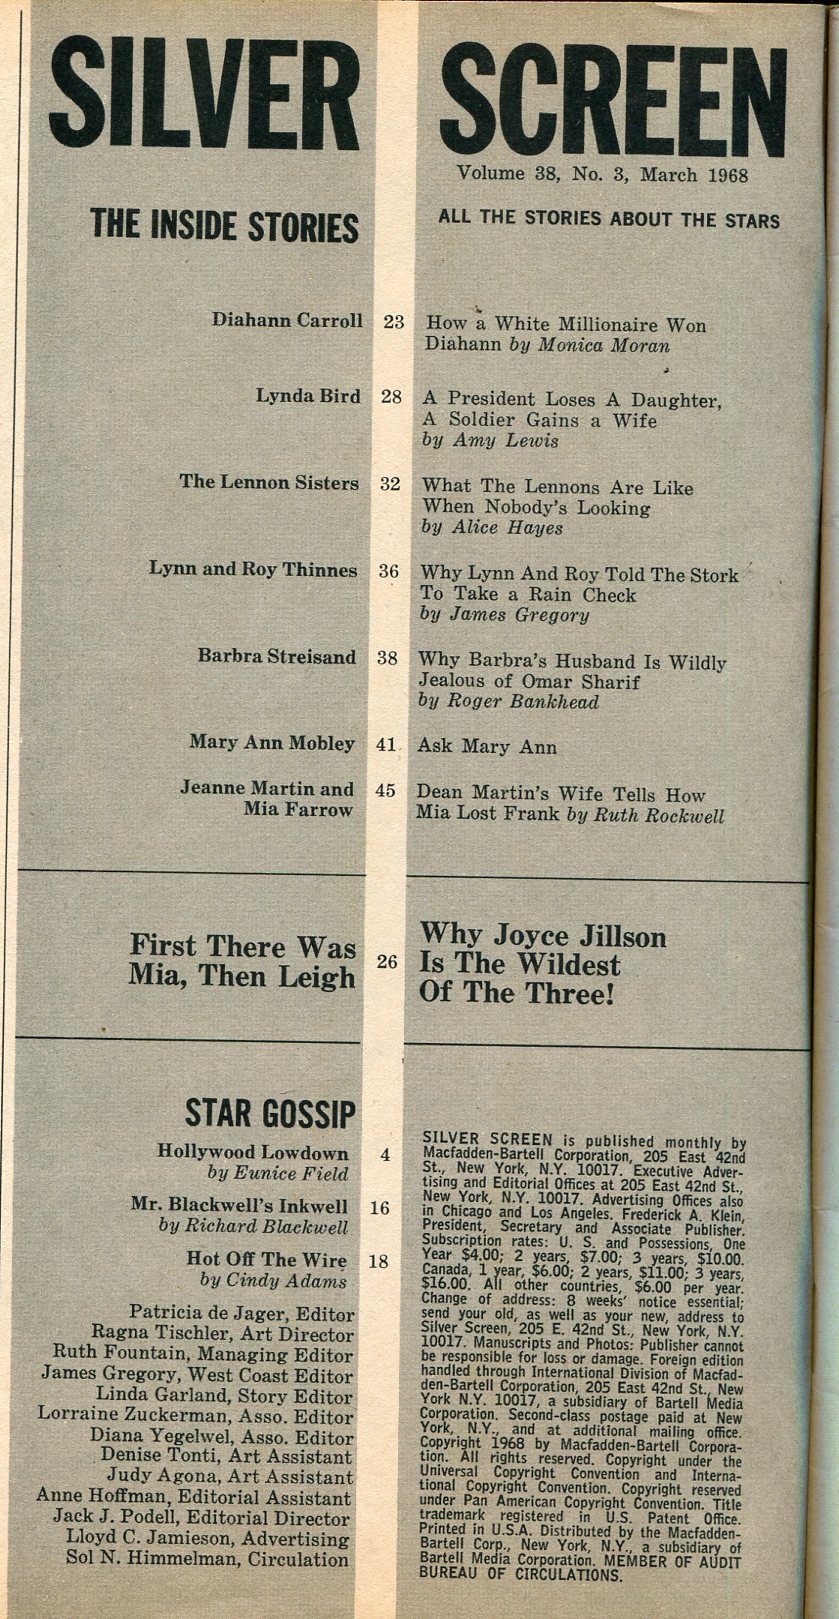 SILVER SCREEN
Volume 38, No. 3, March 1968
THE INSIDE STORIES
ALL THE STORIES ABOUT THE STARS
Diahann Carroll 23 How a White Millionaire Won
Diahann by Monica Moran
Lynda Bird 28 A President Loses A Daughter,
A Soldier Gains a Wife
by Amy Lewis
The Lennon Sisters 32 What The Lennons Are Like
When Nobody's Looking
by Alice Hayes
Lynn and Roy Thinnes 36 Why Lynn And Roy Told The Stork
To Take a Rain Check
by James Gregory
Barbra Streisand 38 Why Barbra's Husband Is Wildly
Jealous of Omar Sharif
by Roger Bankhead
Mary Ann Mobley 41 Ask Mary Ann
Jeanne Martin and
Mia Farrow
45 Dean Martin's Wife Tells How
Mia Lost Frank by Ruth Rockwell
First There Was
Mia, Then Leigh
26
Why Joyce Jillson
Is The Wildest
Of The Three!
STAR GOSSIP
Hollywood Lowdown 4
by Eunice Field
Mr. Blackwell's Inkwell 16
by Richard Blackwell
Hot Off The Wire 18
by Cindy Adams
Patricia de Jager, Editor
Ragna Tischler, Art Director
Ruth Fountain, Managing Editor
James Gregory, West Coast Editor
Linda Garland, Story Editor
Lorraine Zuckerman, Asso. Editor
Diana Yegelwel, Asso. Editor
Denise Tonti, Art Assistant
Judy Agona, Art Assistant
Anne Hoffman, Editorial Assistant
Jack J. Podell, Editorial Director
Lloyd C. Jamieson, Advertising
Sol N. Himmelman, Circulation
SILVER SCREEN is published monthly by
Macfadden-Bartell Corporation, 205 East 42nd
St., New York, N.Y. 10017. Executive Adver-
tising and Editorial Offices at 205 East 42nd St.,
New York, N.Y. 10017. Advertising Offices also
in Chicago and Los Angeles. Frederick A. Klein,
President, Secretary and Associate Publisher.
Subscription rates: U. S. and Possessions, One
Year $4.00; 2 years, $7.00; 3 years, $10.00.
Canada, 1 year, $6.00; 2 years, $11.00; 3 years,
$16.00. All other countries, $6.00 per year.
Change of address: 8 weeks' notice essential;
send your old, as well as your new, address to
Silver Screen, 205 E. 42nd St., New York, N.Y.
10017. Manuscripts and Photos: Publisher cannot
be responsible for loss or damage. Foreign edition
handled through International Division of Macfad-
den-Bartell Corporation, 205 East 42nd St., New
York N.Y. 10017, a subsidiary of Bartell Media
Corporation. Second-class postage paid at New
York, N.Y., and at additional mailing office.
Copyright 1968 by Macfadden-Bartell Corpora-
tion. All rights reserved. Copyright under the
Universal Copyright Convention and Interna-
tional Copyright Convention. Copyright reserved
under Pan American Copyright Convention. Title
trademark registered in U.S. Patent Office.
Printed in U.S.A. Distributed by the Macfadden-
Bartell Corp., New York, N.Y., a subsidiary of
Bartell Media Corporation. MEMBER OF AUDIT
BUREAU OF CIRCULATIONS.